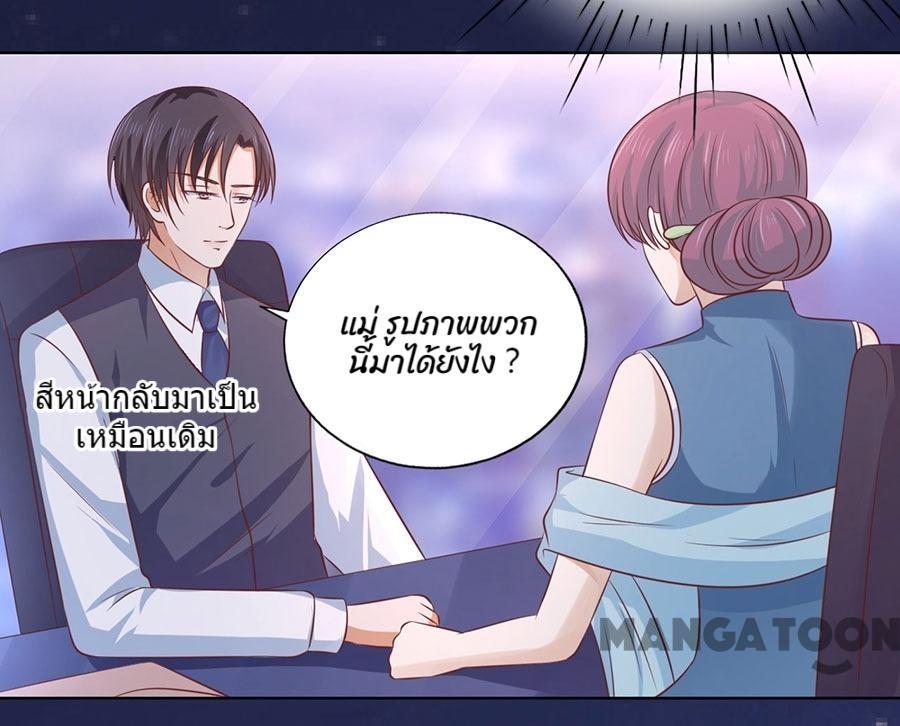 แม่ รูปภาพพวก
นี้มาได้ยังไง ?
สีหน้ากลับมาเป็น
เหมือนเดิม
MANGATOON